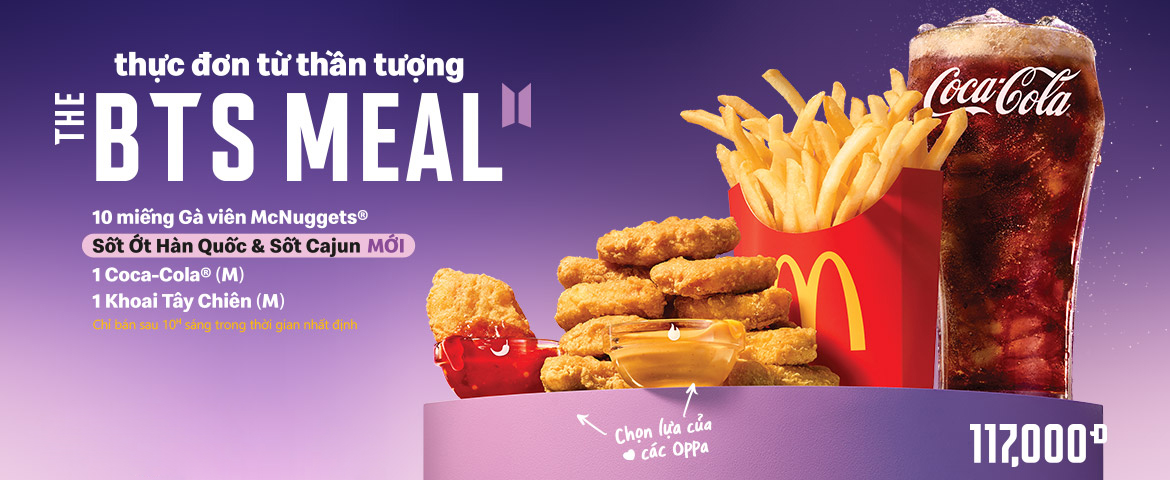 thực đơn từ thần tượng
THE
BTS MEAL
10 miếng Gà viên McNuggets®
Sốt Ớt Hàn Quốc & Sốt Cajun MỚI
1 Coca-Cola® (M)
1 Khoai Tây Chiên (M)
Chỉ bán sau 10H sáng trong thời gian nhất định
Coca-Cola
Chọn lựa của
các Oppa
117,000Đ